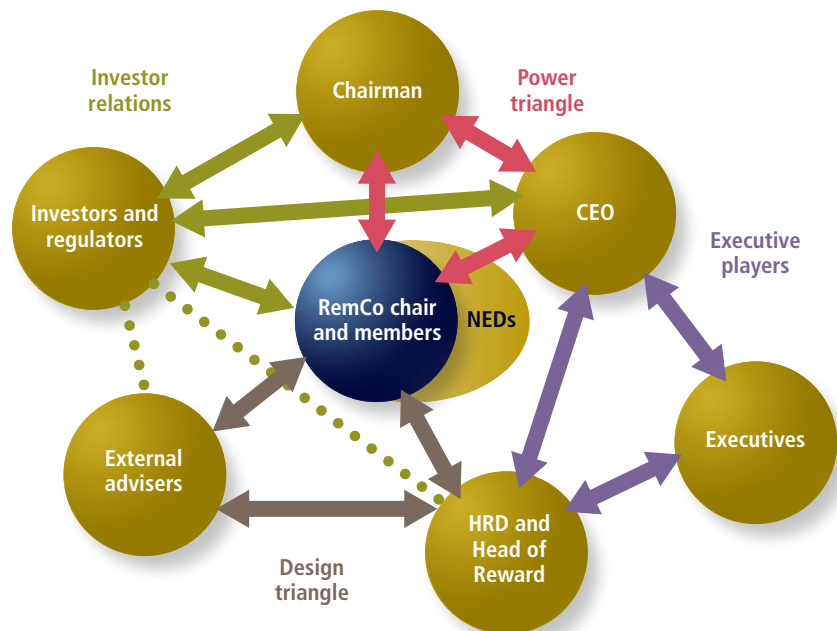 Investor
relations
Chairman
Power
triangle
Investors and
regulators
CEO
Executive
players
RemCo chair
and members
NEDs
External
advisers
Executives
HRD and
Head of
Reward
Design
triangle